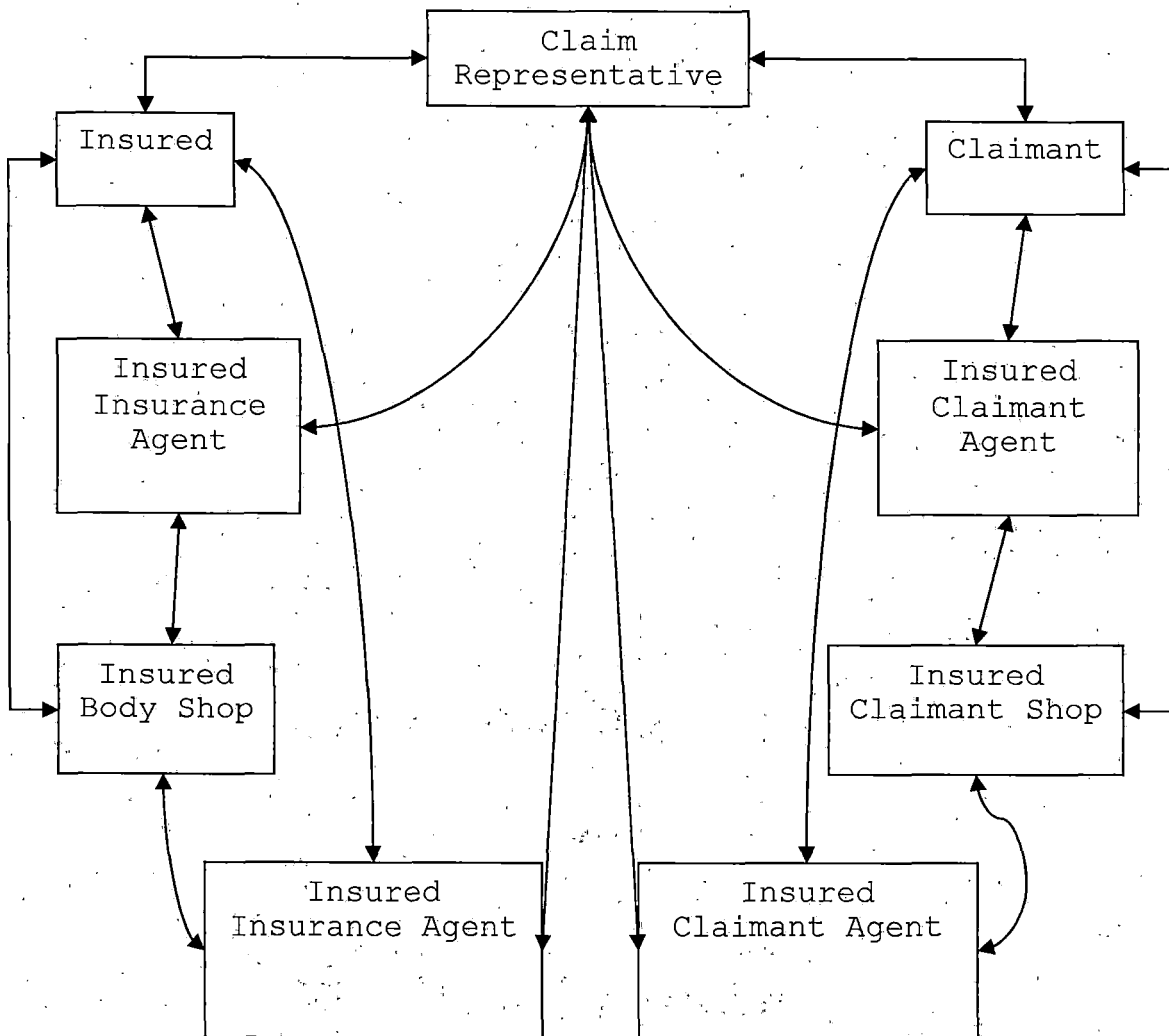 Claim
Representative
Insured
Claimant
Insured
Insurance
Agent
Insured
Claimant
Agent
Insured
Body Shop
Insured
Claimant Shop
Insured
Insurance Agent
Insured
Claimant Agent